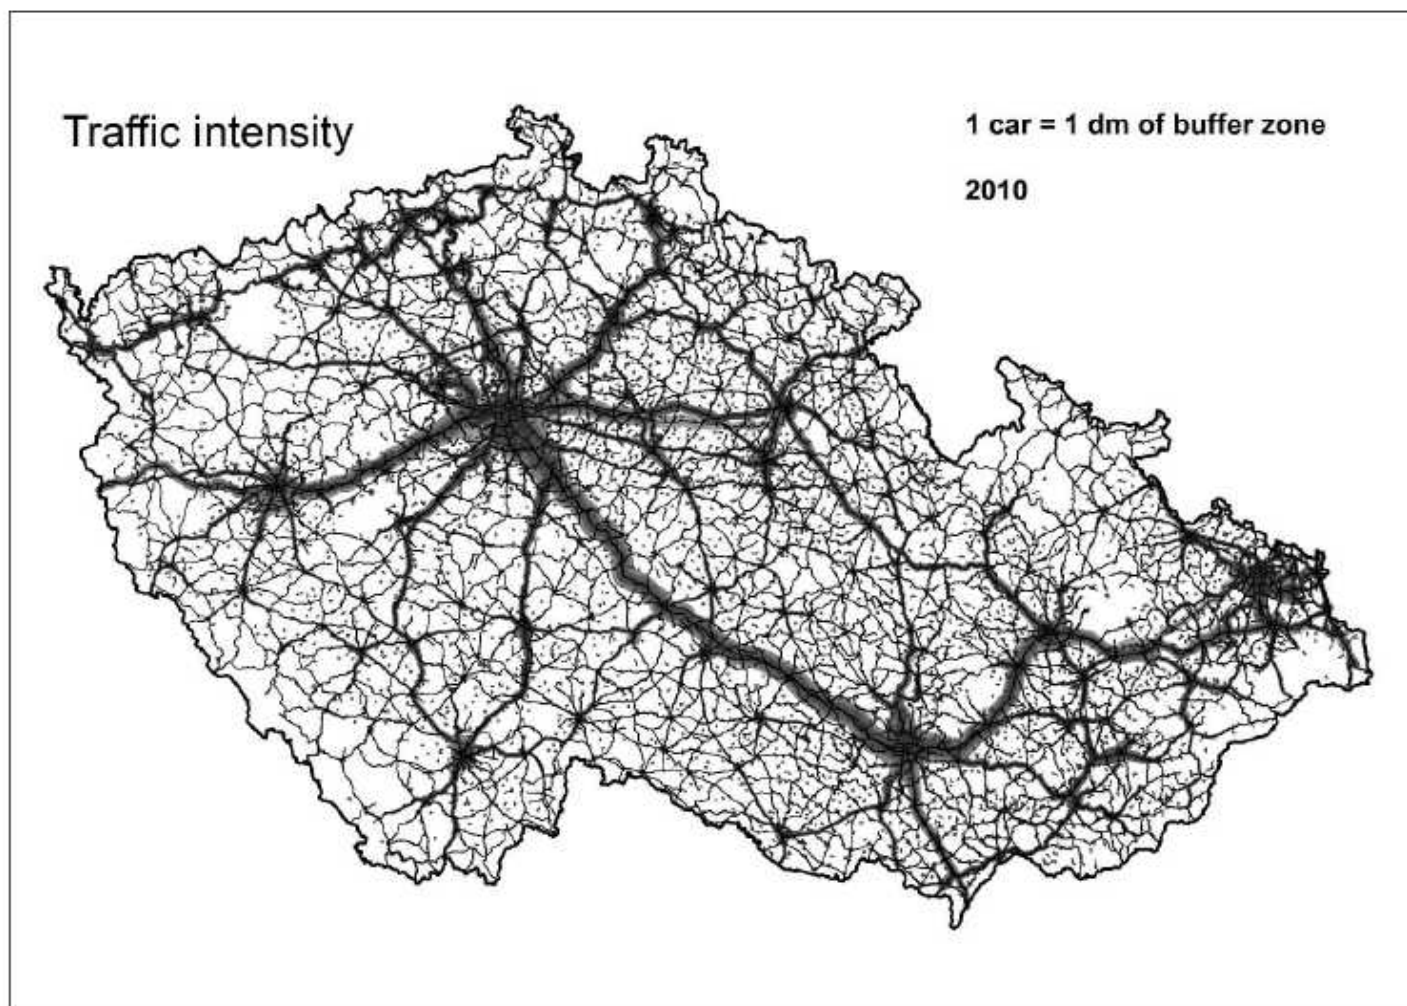 Traffic intensity
1 car = 1 dm of buffer zone
2010